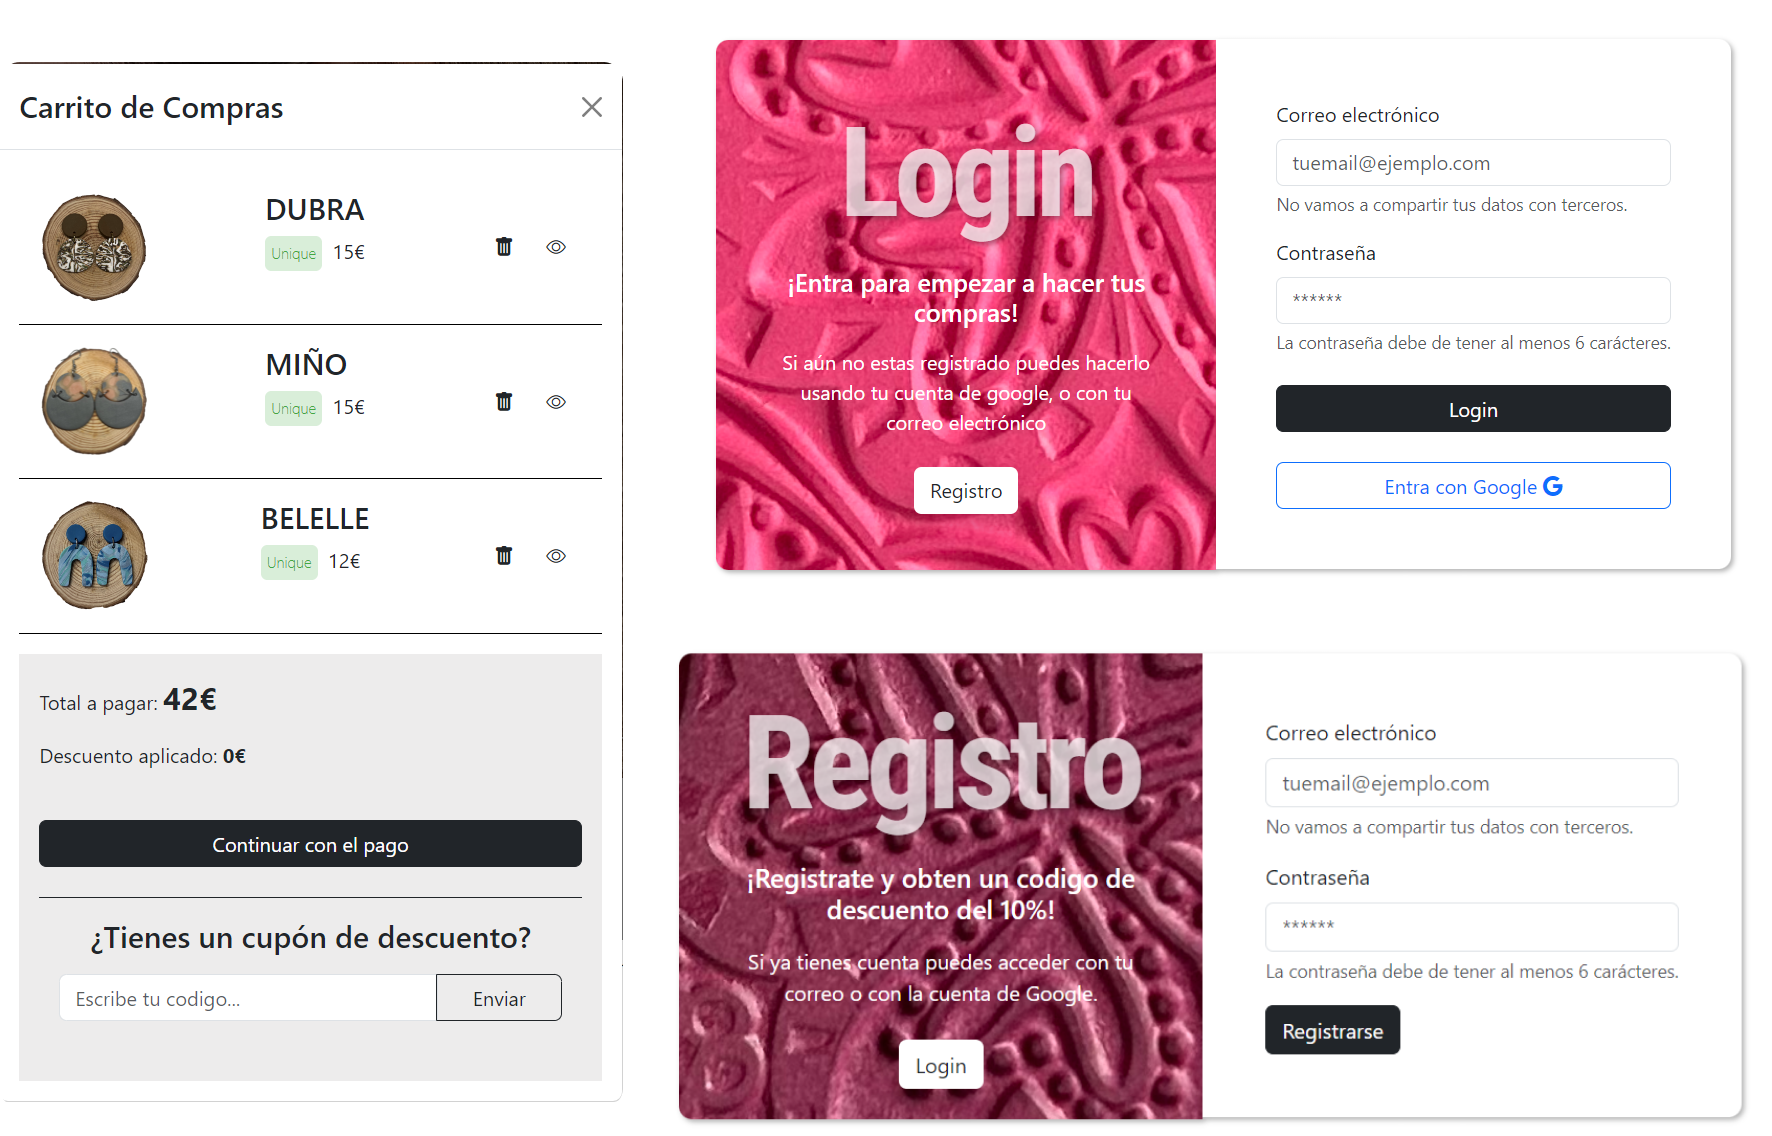 Carrito de Compras
DUBRA
Unique 15€
MIÑO
Unique 15€
BELELLE
Unique 12€
Total a pagar: 42€
Descuento aplicado: 0€
Continuar con el pago
¿Tienes un cupón de descuento?
Escribe tu codigo...
Enviar
Login
¡Entra para empezar a hacer tus
compras!
Si aún no estas registrado puedes hacerlo
usando tu cuenta de google, o con tu
correo electrónico
Registro
Correo electrónico
tuemail@ejemplo.com
No vamos a compartir tus datos con terceros.
Contraseña
******
La contraseña debe de tener al menos 6 carácteres.
Login
Entra con Google G
Registro
¡Registrate y obten un codigo de
descuento del 10%!
Si ya tienes cuenta puedes acceder con tu
correo o con la cuenta de Google.
Login
Correo electrónico
tuemail@ejemplo.com
No vamos a compartir tus datos con terceros.
Contraseña
******
La contraseña debe de tener al menos 6 carácteres.
Registrarse